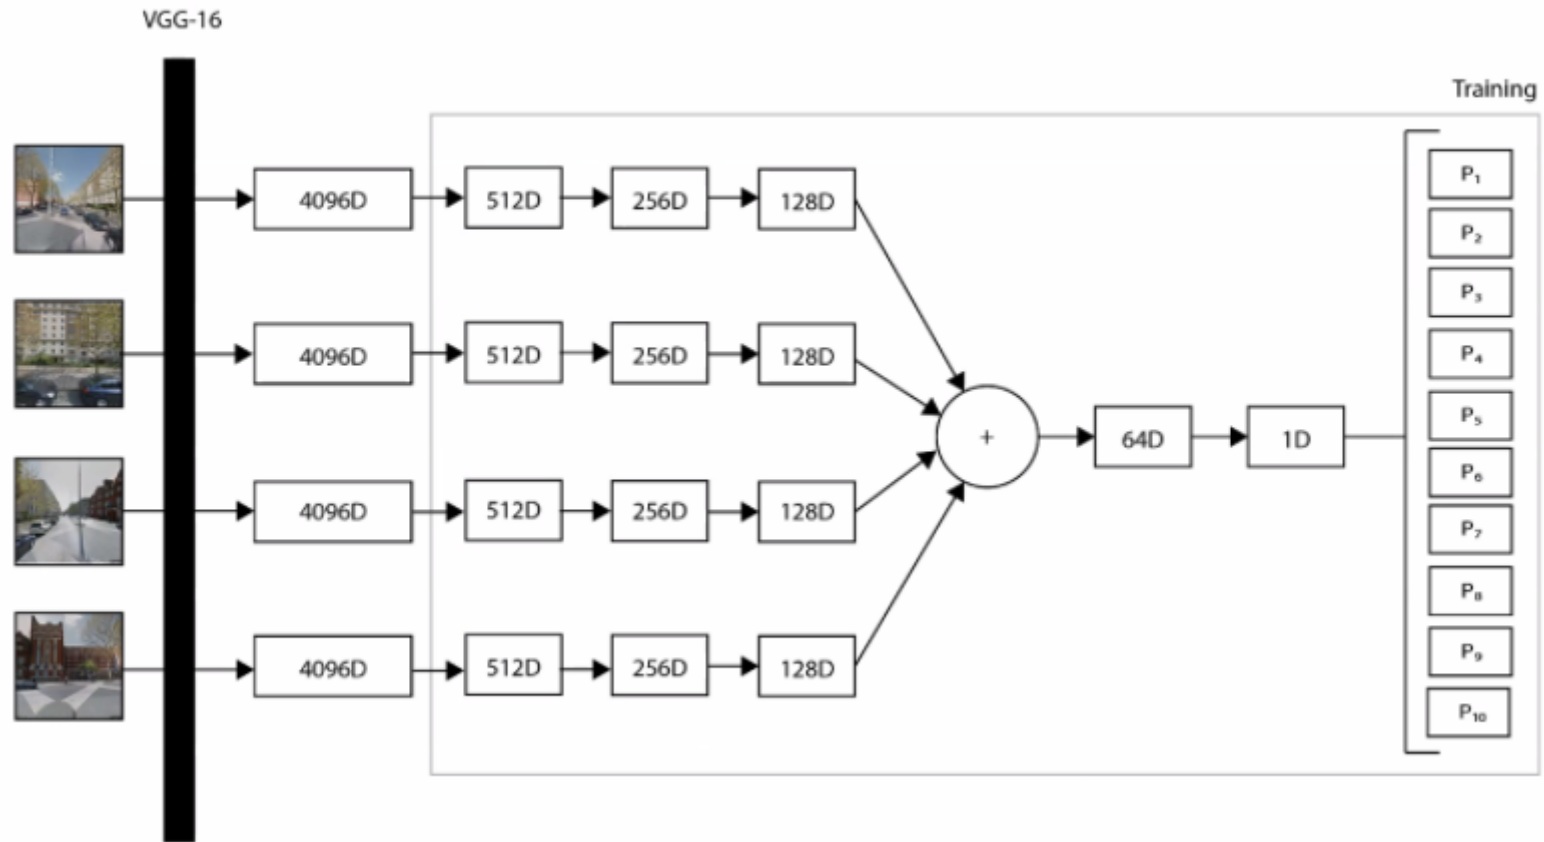 VGG-16
Training
4096D 512D 256D 128D
4096D 512D 256D 128D
4096D 512D 256D 128D
4096D 512D 256D 128D
+
64D
1D
P₁
P₂
P₃
P₄
P₅
P₆
P₇
P₈
P₉
P₁₀